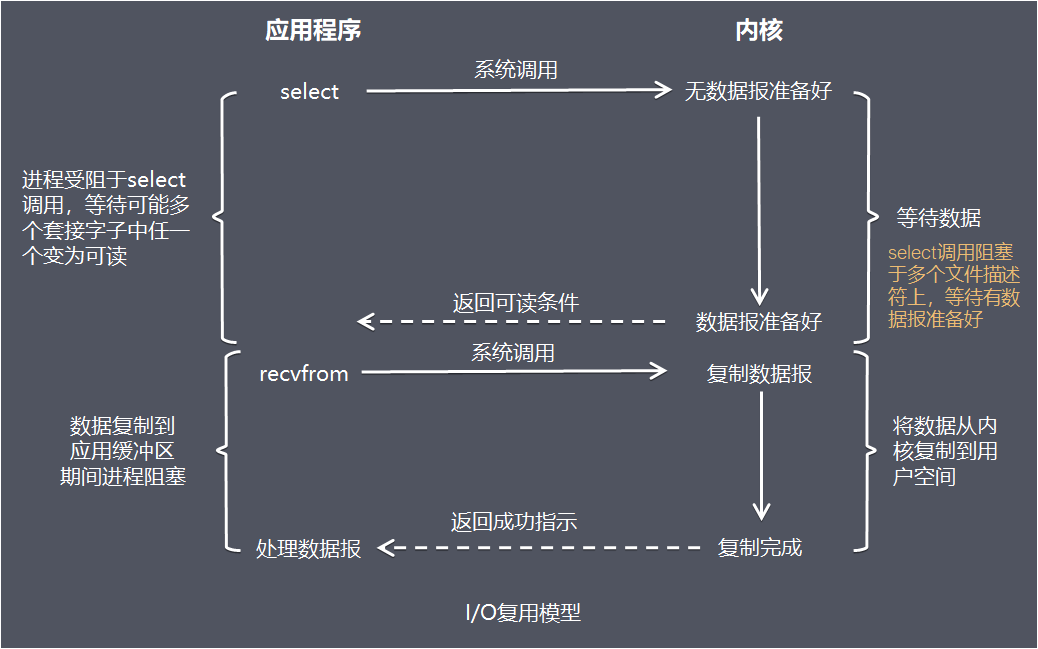 应用程序
内核
系统调用
select
无数据报准备好
进程受阻于select
调用，等待可能多
个套接字子中任一
个变为可读
等待数据
select调用阻塞
于多个文件描述
符上，等待有数
据报准备好
返回可读条件
数据报准备好
系统调用
recvfrom
复制数据报
数据复制到
应用缓冲区
期间进程阻塞
将数据从内
核复制到用
户空间
返回成功指示
处理数据报
复制完成
I/O复用模型